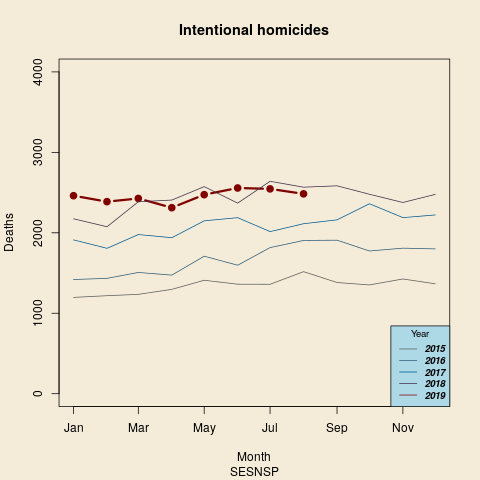 Intentional homicides
Deaths
4000
3000
2000
1000
0
Jan
Mar
May
Jul
Sep
Nov
Year
2015
2016
2017
2018
2019
Month
SESNSP